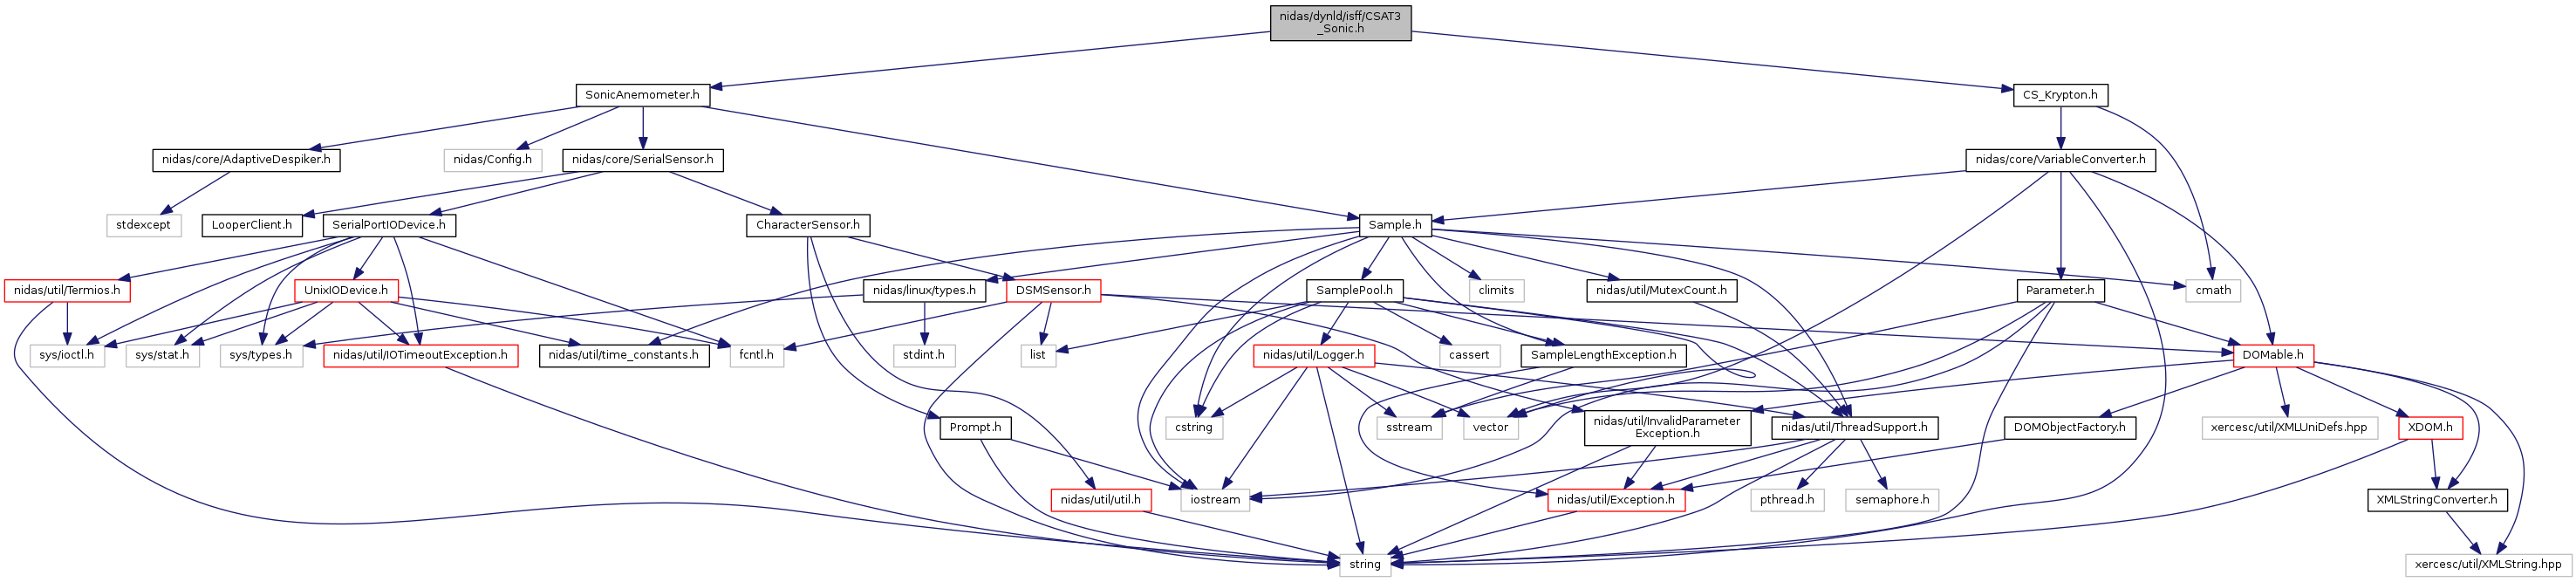 nidas/dynld/isff/CSAT3
_Sonic.h
SonicAnemometer.h
CS_Krypton.h
nidas/core/AdaptiveDespiker.h
nidas/Config.h
nidas/core/SerialSensor.h
nidas/core/VariableConverter.h
stdexcept
LooperClient.h
SerialPortIODevice.h
CharacterSensor.h
Sample.h
nidas/util/Termios.h
UnixIODevice.h
nidas/linux/types.h
DSMSensor.h
SamplePool.h
climits
nidas/util/MutexCount.h
Parameter.h
cmath
sys/ioctl.h
sys/stat.h
sys/types.h
nidas/util/IOTimeoutException.h
nidas/util/time_constants.h
fcntl.h
stdint.h
list
nidas/util/Logger.h
cassert
SampleLengthException.h
DOMable.h
Prompt.h
cstring
sstream
vector
nidas/util/InvalidParameter
Exception.h
nidas/util/ThreadSupport.h
DOMObjectFactory.h
xercesc/util/XMLUniDefs.hpp
XDOM.h
nidas/util/util.h
iostream
nidas/util/Exception.h
pthread.h
semaphore.h
XMLStringConverter.h
string
xercesc/util/XMLString.hpp